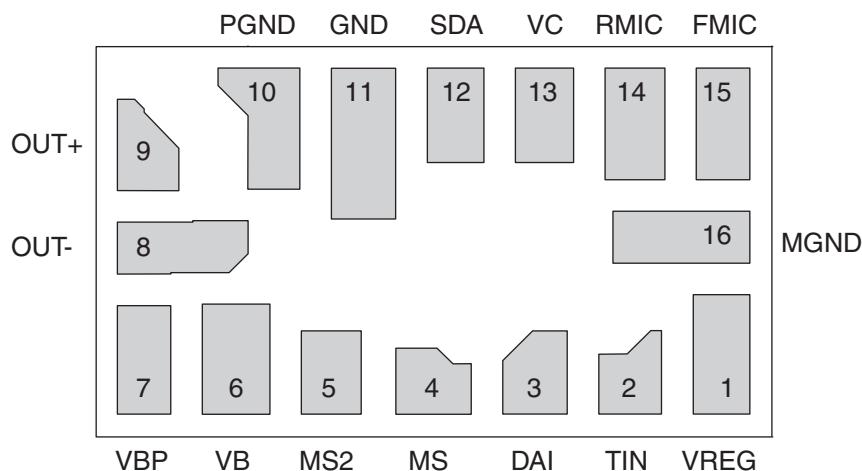 PGND GND SDA VC RMIC FMIC
10 11 12 13 14 15
OUT+ 9
OUT- 8 16 MGND
7 6 5 4 3 2 1
VBP VB MS2 MS DAI TIN VREG